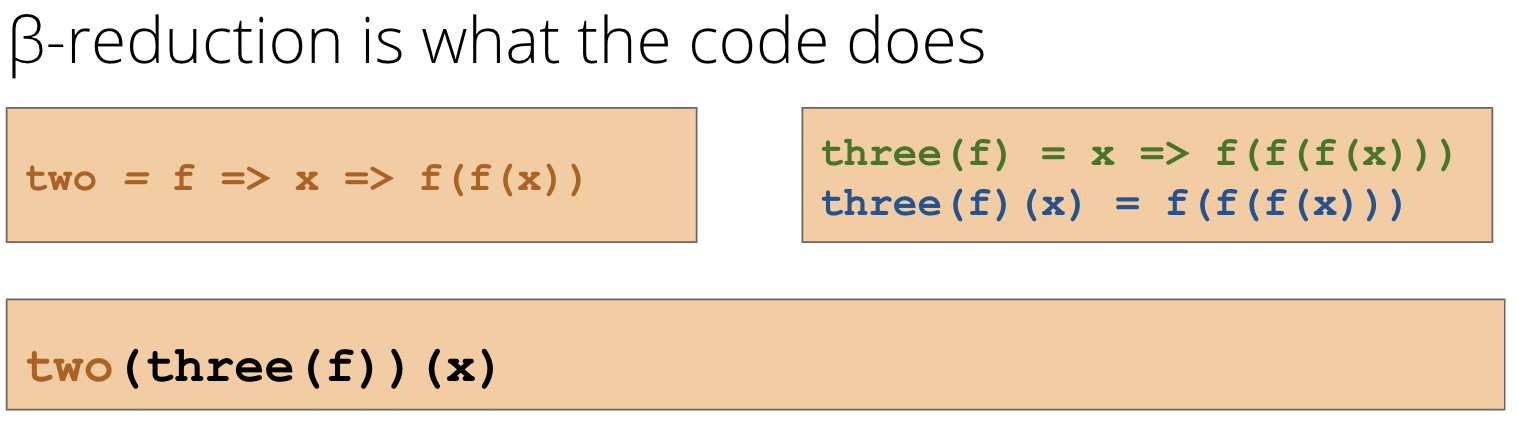 β-reduction is what the code does
two = f => x => f(f(x))
three(f) = x => f(f(f(x)))
three(f)(x) = f(f(f(x)))
two(three(f))(x)